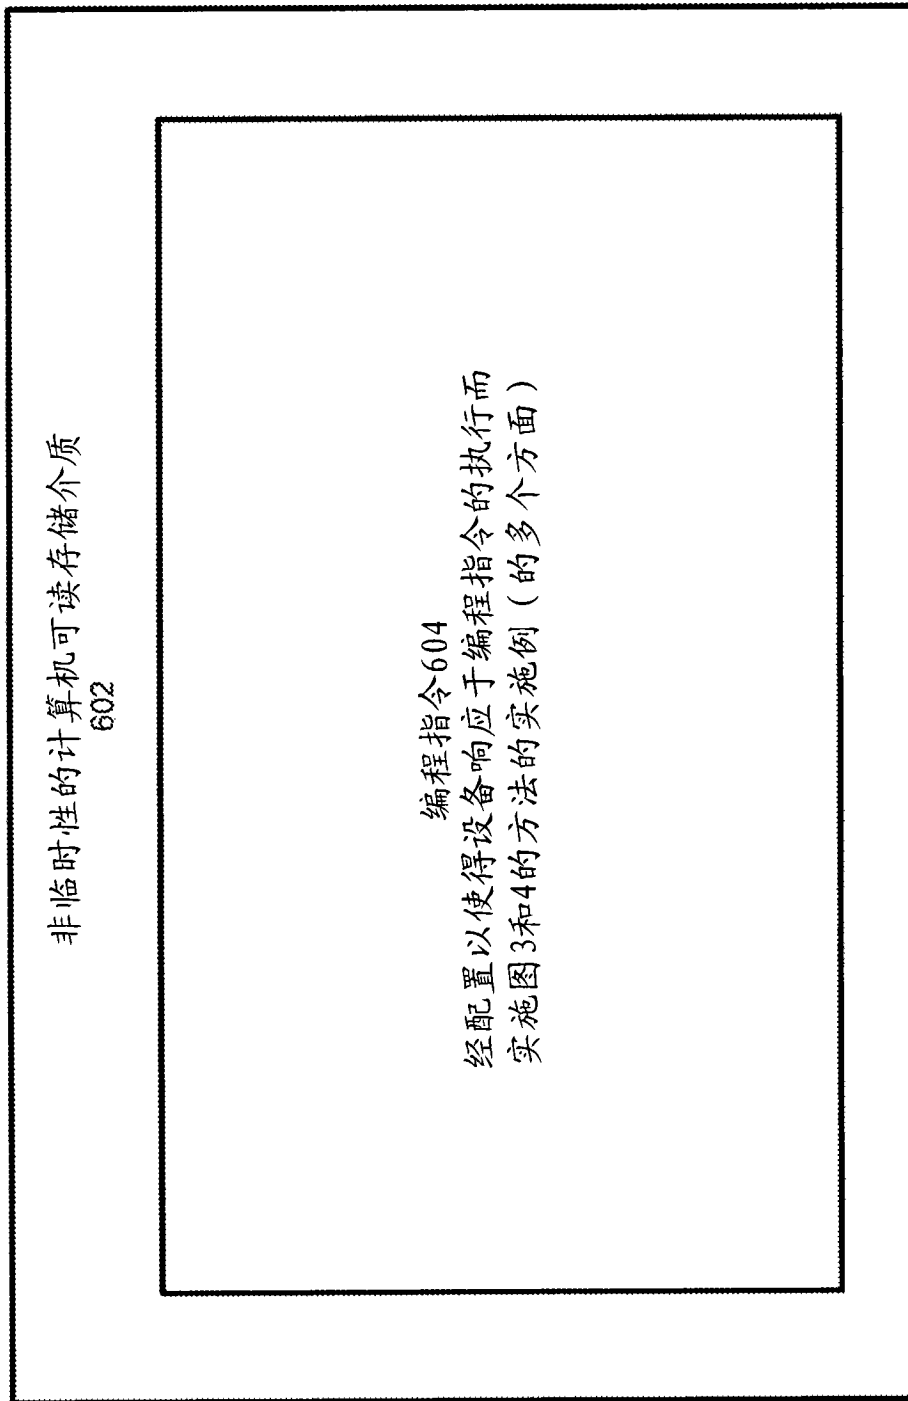 非临时性的计算机可读存储介质
602
编程指令604
经配置以使得设备响应于编程指令的执行而
实施图3和4的方法的实施例（的多个方面）